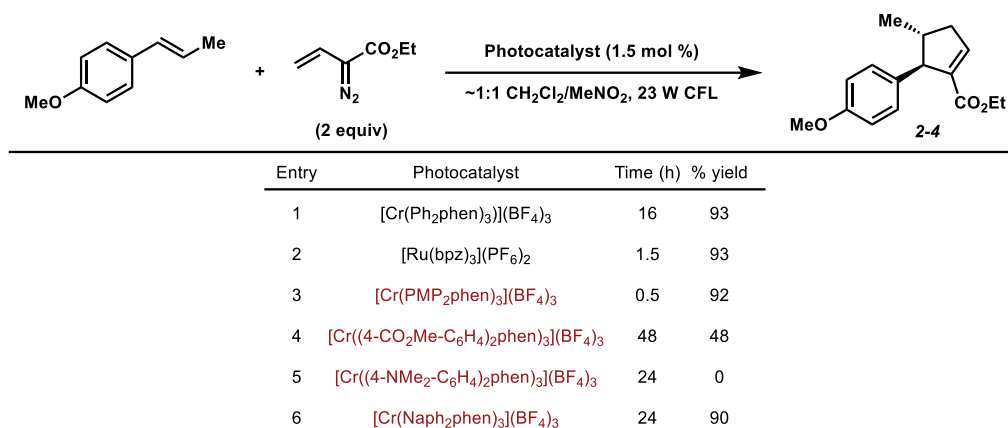 Me
MeO
+
CO2Et
N2
(2 equiv)
Photocatalyst (1.5 mol %)
~1:1 CH2Cl2/MeNO2, 23 W CFL
Me
MeO
CO2Et
2-4
Entry Photocatalyst Time (h) % yield
1 [Cr(Ph2phen)3)](BF4)3 16 93
2 [Ru(bpz)3](PF6)2 1.5 93
3 [Cr(PMP2phen)3](BF4)3 0.5 92
4 [Cr((4-CO2Me-C6H4)2phen)3](BF4)3 48 48
5 [Cr((4-NMe2-C6H4)2phen)3](BF4)3 24 0
6 [Cr(Naph2phen)3](BF4)3 24 90